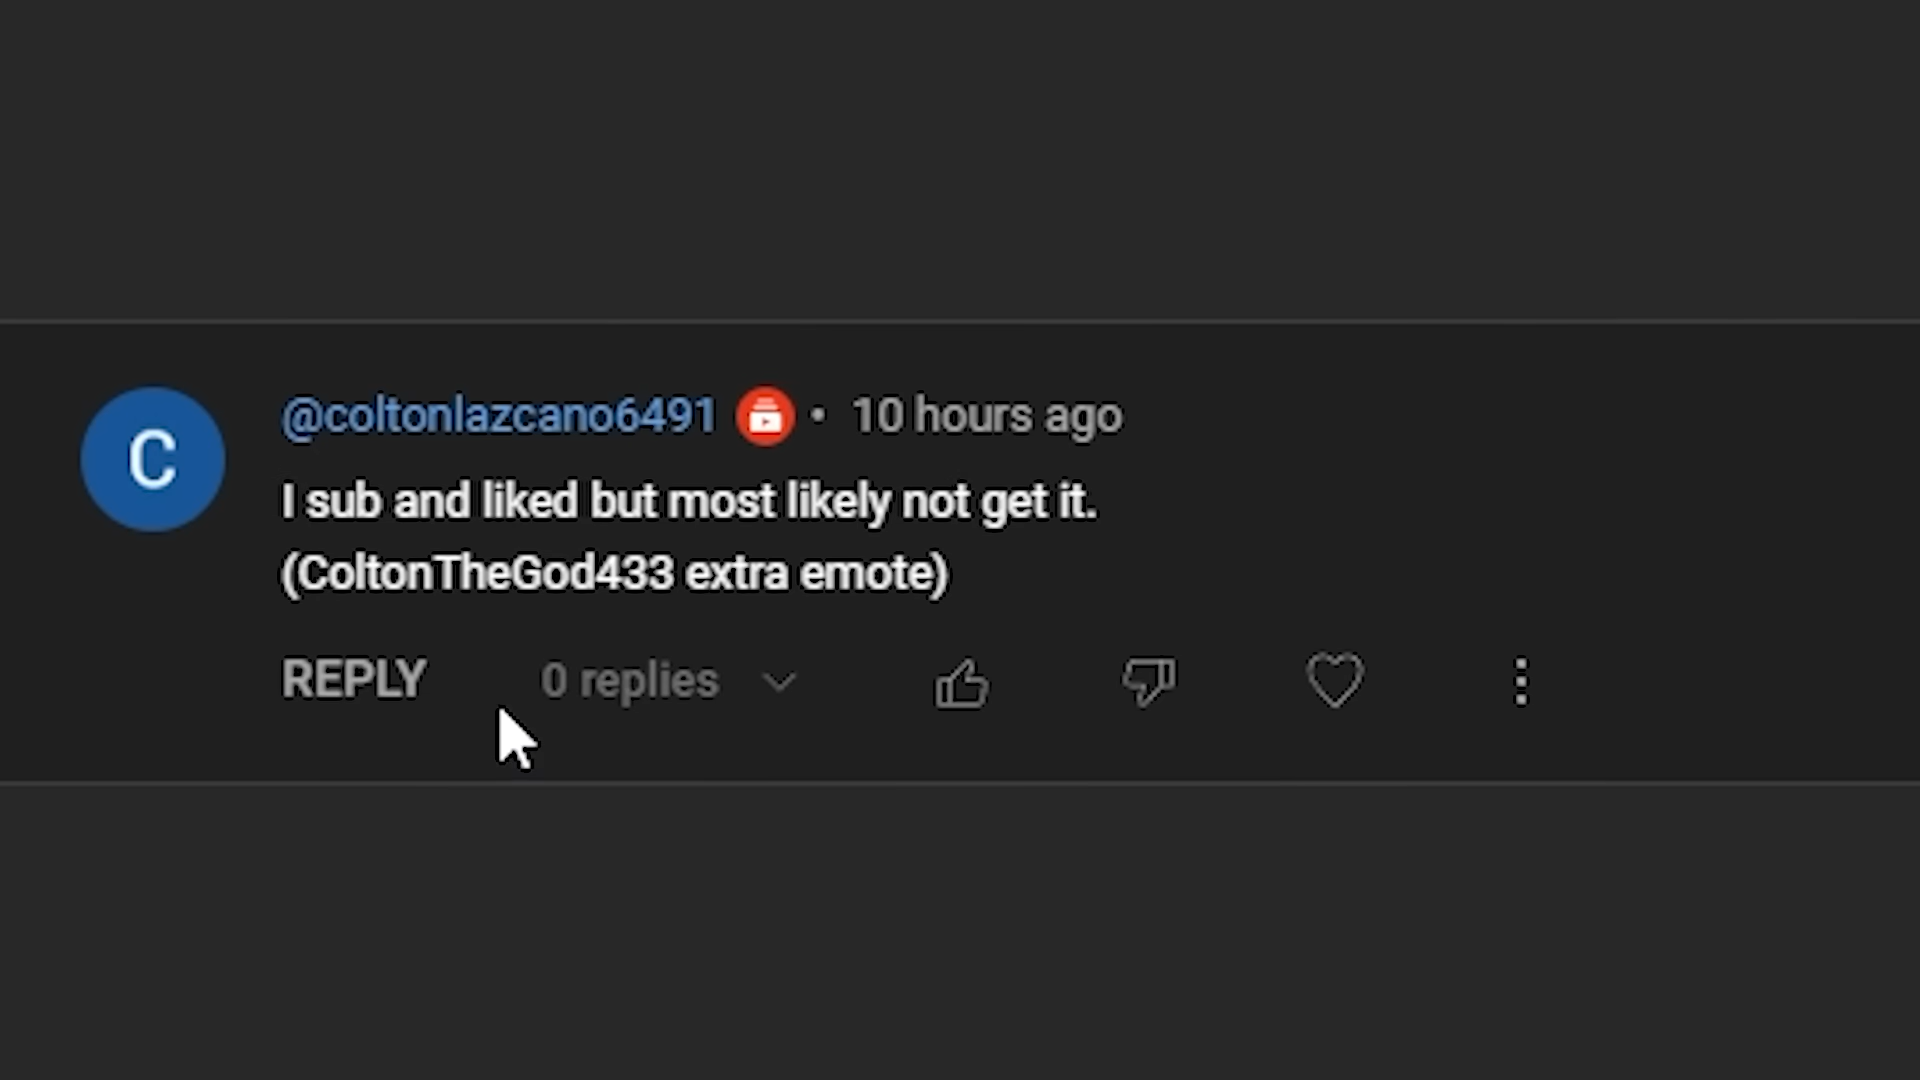 C
@coltonlazcano6491 • 10 hours ago
I sub and liked but most likely not get it.
(ColtonTheGod433 extra emote)
REPLY 0 replies